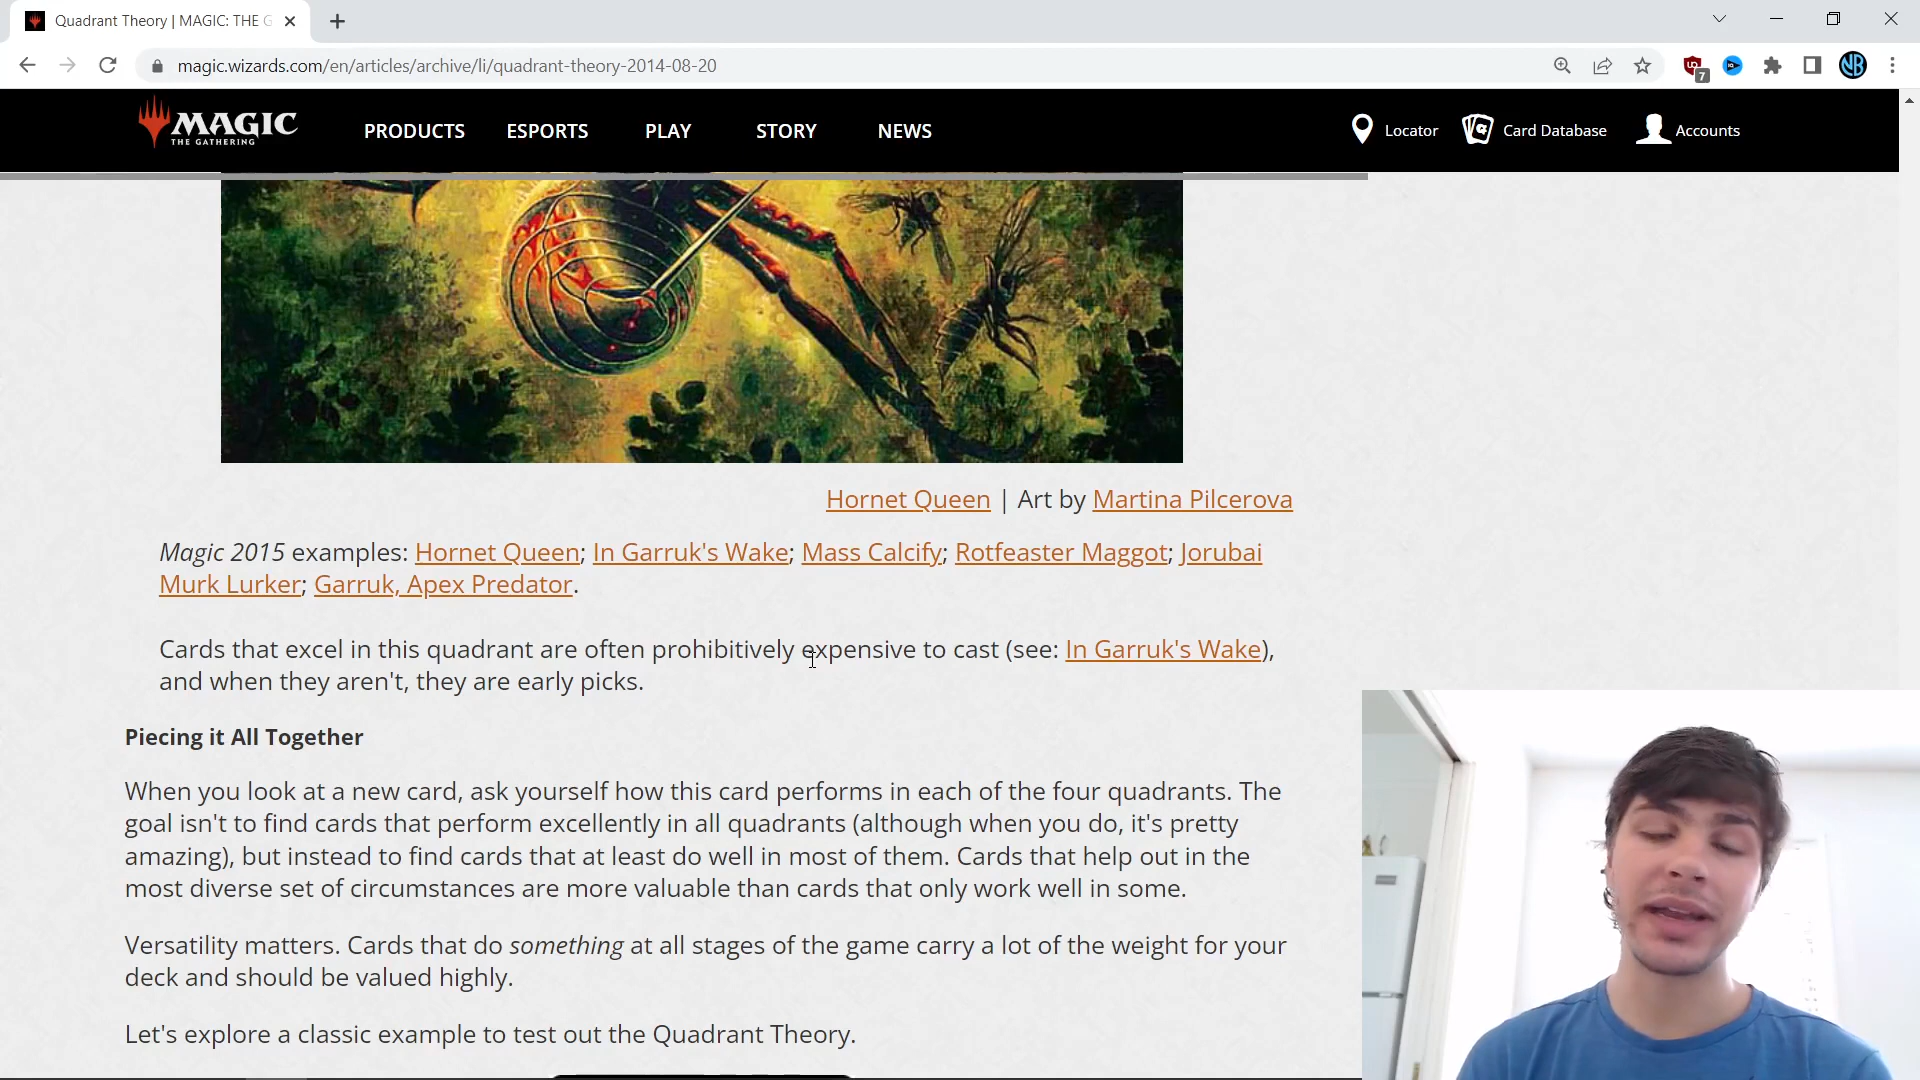 Quadrant Theory | MAGIC: THE G
magic.wizards.com/en/articles/archive/li/quadrant-theory-2014-08-20
7
NB
MAGIC
THE GATHERING
PRODUCTS ESPORTS PLAY STORY NEWS
Locator Card Database Accounts
Hornet Queen | Art by Martina Pilcerova
Magic 2015 examples: Hornet Queen; In Garruk's Wake; Mass Calcify; Rotfeaster Maggot; Jorubai
Murk Lurker; Garruk, Apex Predator.
Cards that excel in this quadrant are often prohibitively expensive to cast (see: In Garruk's Wake),
and when they aren't, they are early picks.
Piecing it All Together
When you look at a new card, ask yourself how this card performs in each of the four quadrants. The
goal isn't to find cards that perform excellently in all quadrants (although when you do, it's pretty
amazing), but instead to find cards that at least do well in most of them. Cards that help out in the
most diverse set of circumstances are more valuable than cards that only work well in some.
Versatility matters. Cards that do something at all stages of the game carry a lot of the weight for your
deck and should be valued highly.
Let's explore a classic example to test out the Quadrant Theory.